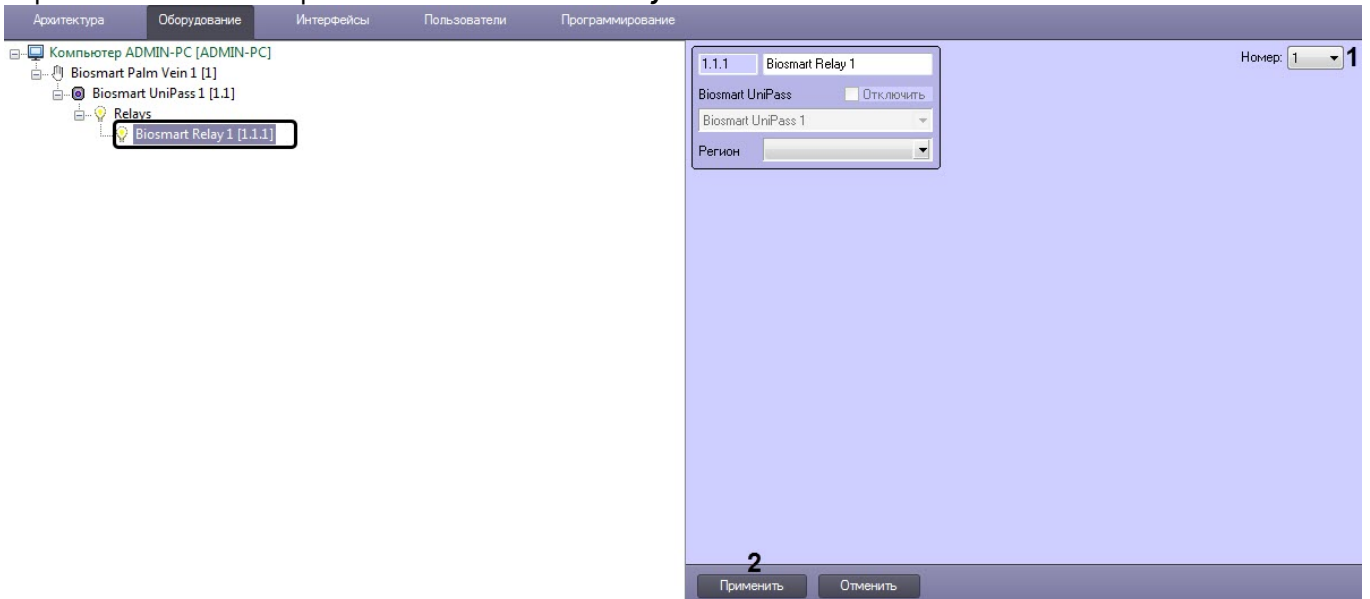 Архитектура Оборудование Интерфейсы Пользователи Программирование
Компьютер ADMIN-PC [ADMIN-PC]
Biosmart Palm Vein 1 [1]
Biosmart UniPass 1 [1.1]
Relays
Biosmart Relay 1 [1.1.1]
1.1.1 Biosmart Relay 1
Biosmart UniPass Отключить
Biosmart UniPass 1
Регион
Номер: 1 1
2
Применить Отменить